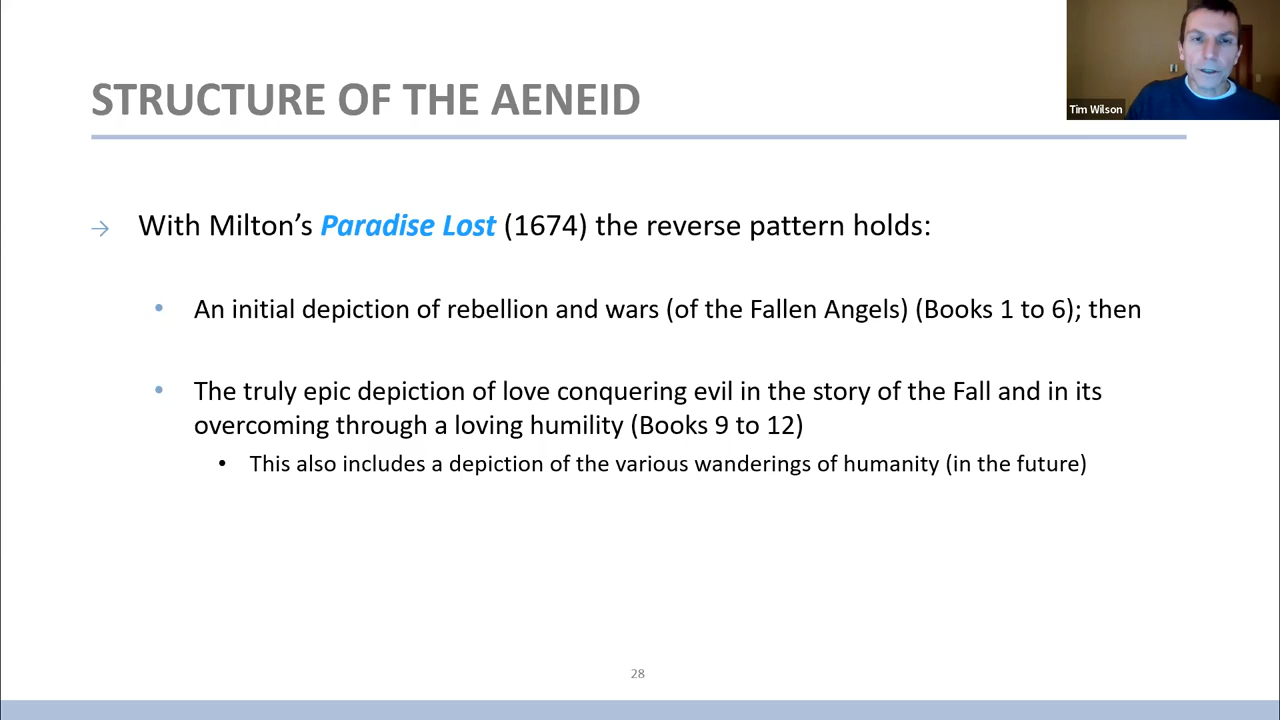 STRUCTURE OF THE AENEID
Tim Wilson
→ With Milton’s Paradise Lost (1674) the reverse pattern holds:
• An initial depiction of rebellion and wars (of the Fallen Angels) (Books 1 to 6); then
• The truly epic depiction of love conquering evil in the story of the Fall and in its
overcoming through a loving humility (Books 9 to 12)
• This also includes a depiction of the various wanderings of humanity (in the future)
28